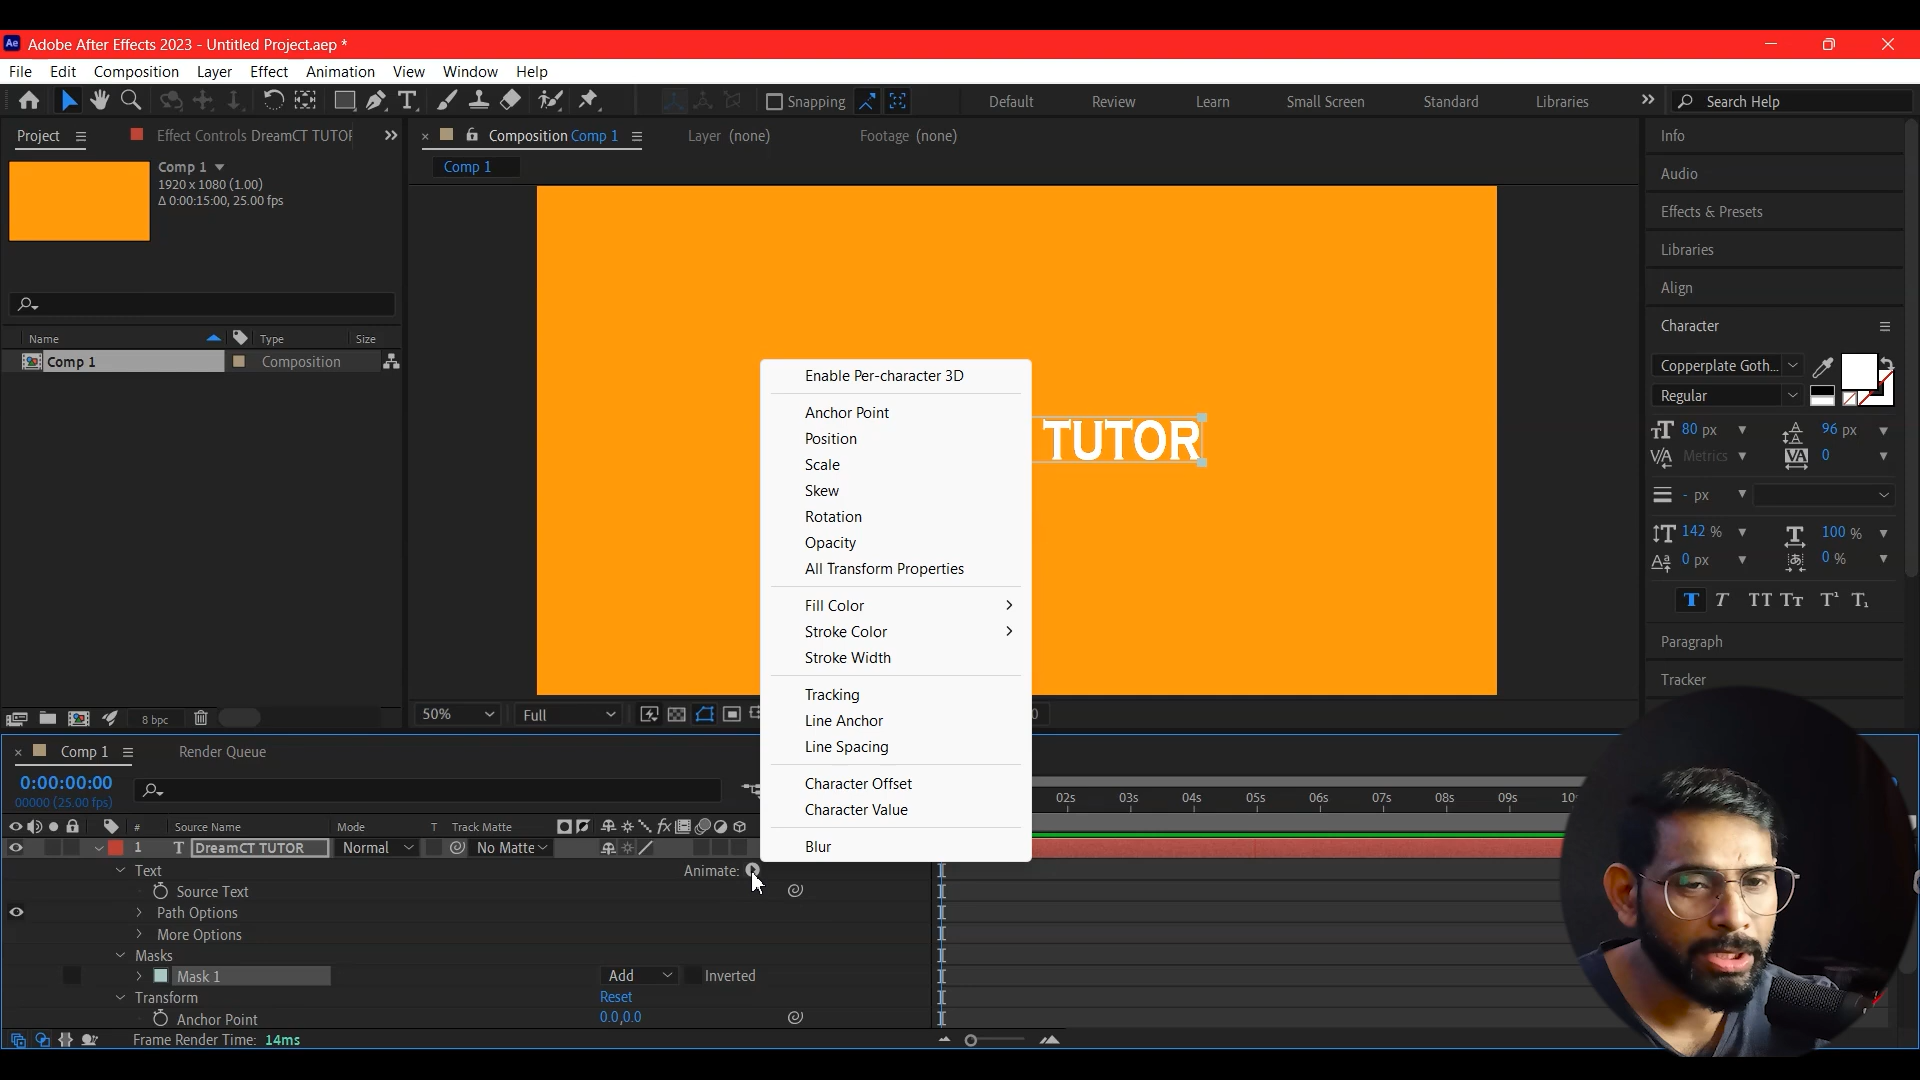 Ae Adobe After Effects 2023 - Untitled Project.aep *
File Edit Composition Layer Effect Animation View Window Help
Snapping Default Review Learn Small Screen Standard Libraries Search Help
Project Effect Controls DreamCT TUTOR
Composition Comp 1 Layer (none) Footage (none)
Comp 1
Comp 1
1920 x 1080 (1.00)
Δ 0:00:15:00, 25.00 fps
Name Type Size
Comp 1 Composition
8 bpc
TUTOR
50% Full
Enable Per-character 3D
Anchor Point
Position
Scale
Skew
Rotation
Opacity
All Transform Properties
Fill Color
Stroke Color
Stroke Width
Tracking
Line Anchor
Line Spacing
Character Offset
Character Value
Blur
Info
Audio
Effects & Presets
Libraries
Align
Character
Copperplate Goth...
Regular
80 px 96 px
Metrics 0
- px
142 % 100 %
0 px 0 %
T T TT Tт T¹ T₁
Paragraph
Tracker
Comp 1 Render Queue
0:00:00:00
00000 (25.00 fps)
02s 03s 04s 05s 06s 07s 08s 09s
# Source Name Mode T Track Matte
1 T DreamCT TUTOR Normal No Matte
Text Animate:
Source Text
Path Options
More Options
Masks
Mask 1 Add Inverted
Transform Reset
Anchor Point 0.0,0.0
Frame Render Time: 14ms